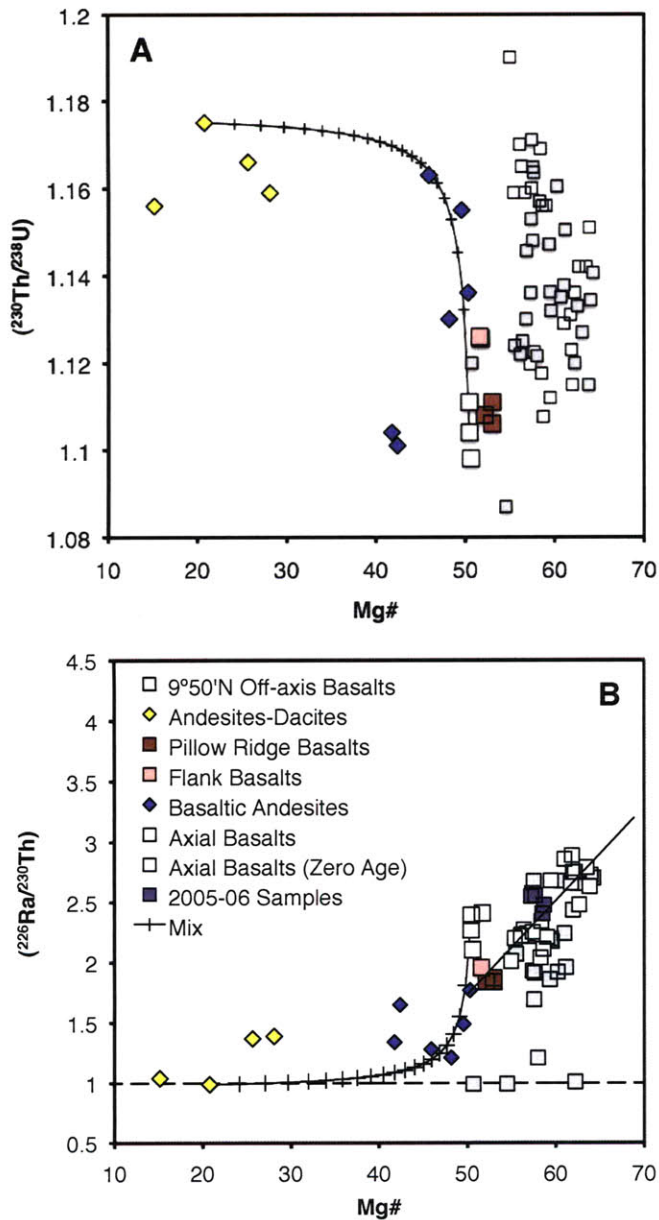 A
1.2
1.18
1.16
1.14
1.12
1.1
1.08
(²³⁰Th/²³⁸U)
10 20 30 40 50 60 70
Mg#
B
4.5
4
3.5
3
2.5
2
1.5
1
0.5
(²²⁶Ra/²³⁰Th)
9°50'N Off-axis Basalts
Andesites-Dacites
Pillow Ridge Basalts
Flank Basalts
Basaltic Andesites
Axial Basalts
Axial Basalts (Zero Age)
2005-06 Samples
Mix
10 20 30 40 50 60 70
Mg#